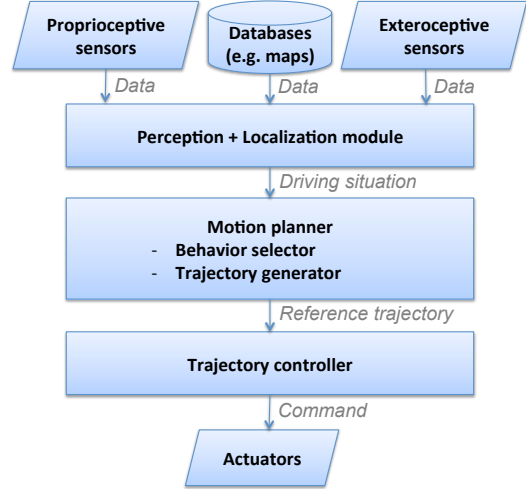 Proprioceptive
sensors
Databases
(e.g. maps)
Exteroceptive
sensors
Data
Data
Data
Perception + Localization module
Driving situation
Motion planner
- Behavior selector
- Trajectory generator
Reference trajectory
Trajectory controller
Command
Actuators